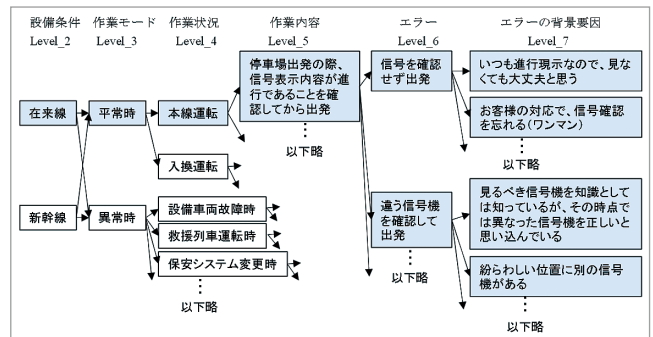 設備条件 作業モード 作業状況 作業内容 エラー エラーの背景要因
Level_2 Level_3 Level_4 Level_5 Level_6 Level_7
停車場出発の際、
信号表示内容が進
行であることを確
認してから出発
以下略
信号を確認
せず出発
いつも進行現示なので、見な
くても大丈夫と思う
お客様の対応で、信号確認
を忘れる(ワンマン)
以下略
在来線
平常時
本線運転
入換運転
以下略
新幹線
異常時
設備車両故障時
救援列車運転時
保安システム変更時
以下略
違う信号機
を確認して
出発
以下略
見るべき信号機を知識として
は知っているが、その時点で
は異なった信号機を正しいと
思い込んでいる
紛らわしい位置に別の信号
機がある
以下略